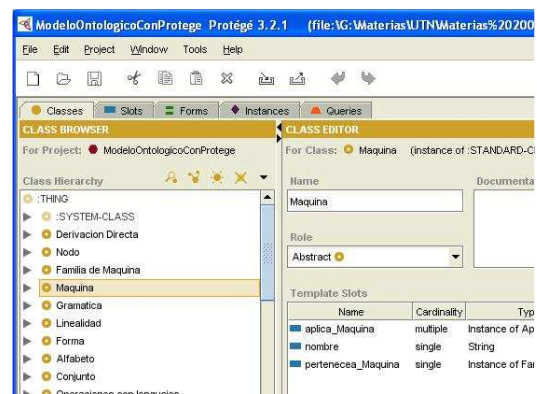 ModeloOntologicoConProtege Protégé 3.2.1 (file:\G:\Materias\UTN\Materias%20200
File Edit Project Window Tools Help
Classes Slots Forms Instances Queries
CLASS BROWSER
For Project: ModeloOntologicoConProtege
Class Hierarchy
:THING
:SYSTEM-CLASS
Derivacion Directa
Nodo
Familia de Maquina
Maquina
Gramatica
Linealidad
Forma
Alfabeto
Conjunto
Operaciones con lenguajes
CLASS EDITOR
For Class: Maquina (instance of :STANDARD-C
Name
Documenta
Maquina
Role
Abstract
Template Slots
Name Cardinality Typ
aplica_Maquina multiple Instance of Ap
nombre single String
pertenecea_Maquina single Instance of Fa